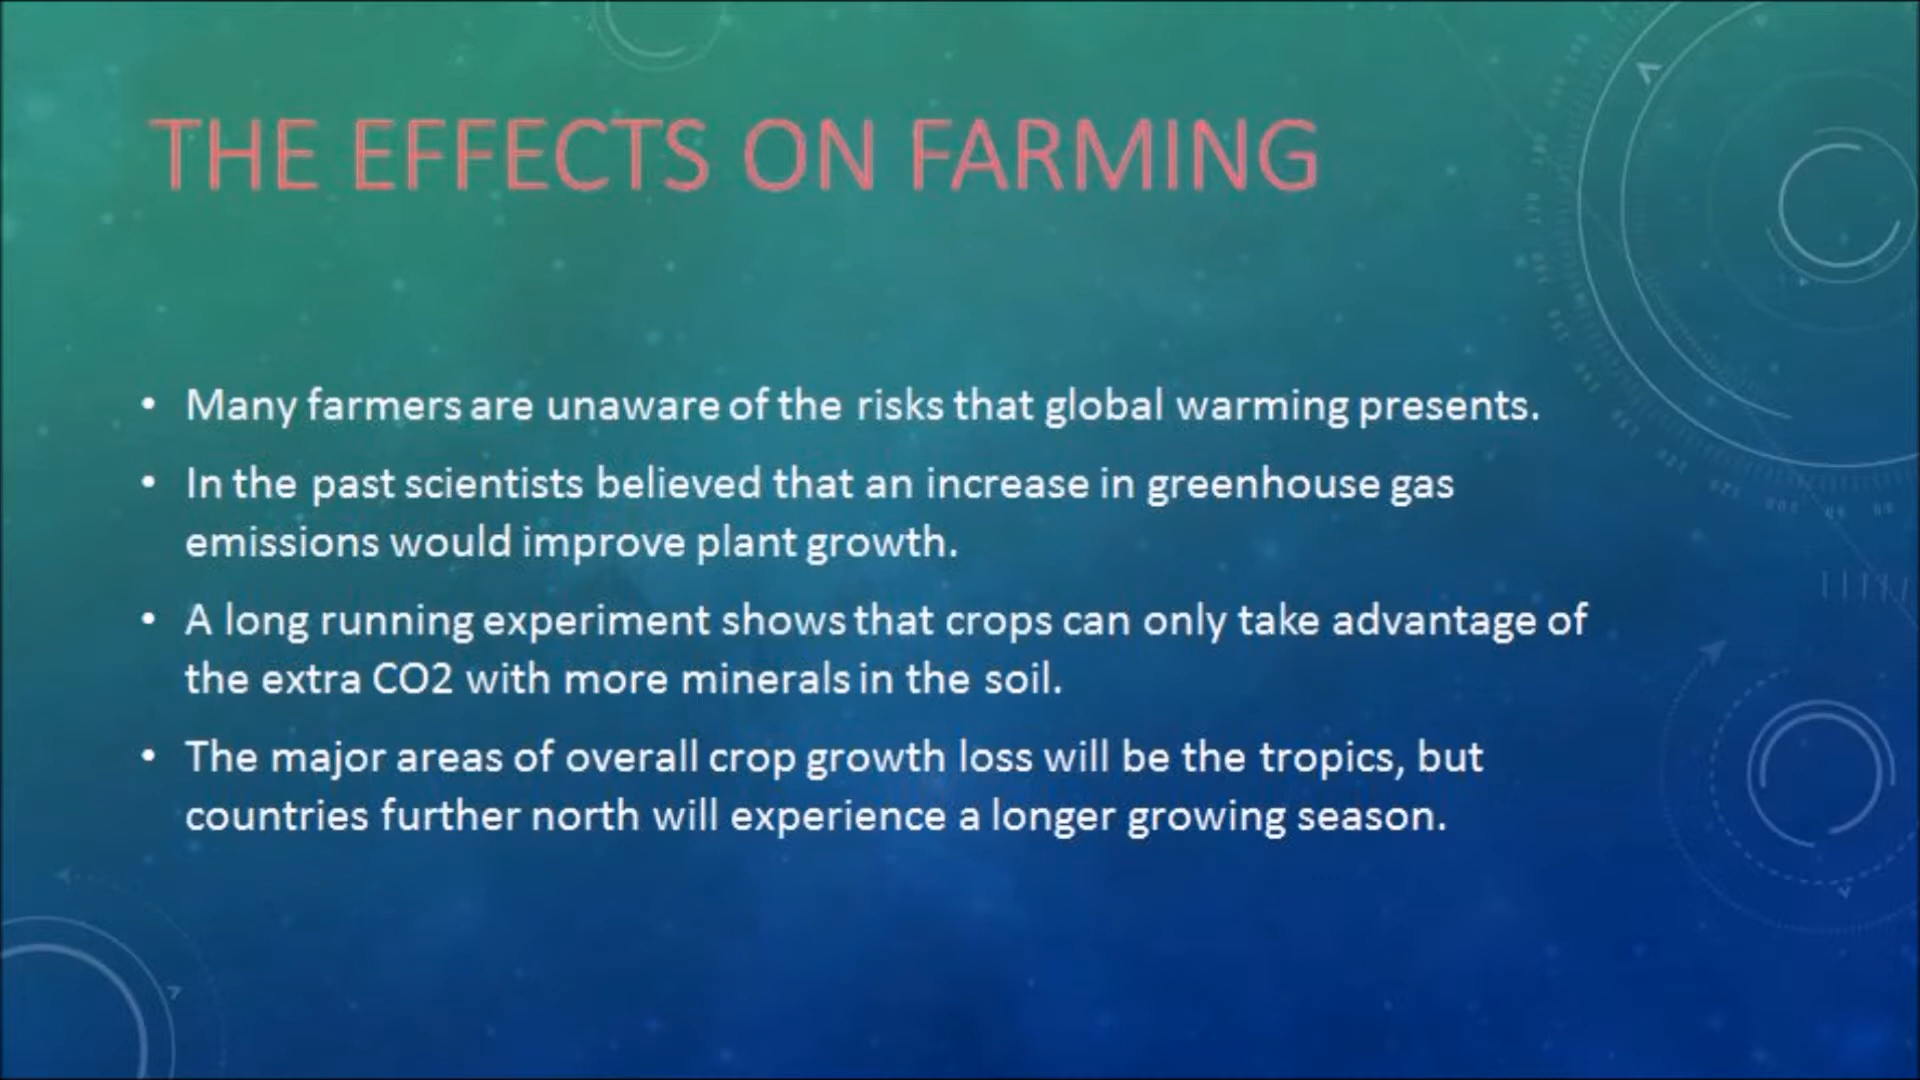 THE EFFECTS ON FARMING
• Many farmers are unaware of the risks that global warming presents.
• In the past scientists believed that an increase in greenhouse gas
emissions would improve plant growth.
• A long running experiment shows that crops can only take advantage of
the extra CO2 with more minerals in the soil.
• The major areas of overall crop growth loss will be the tropics, but
countries further north will experience a longer growing season.